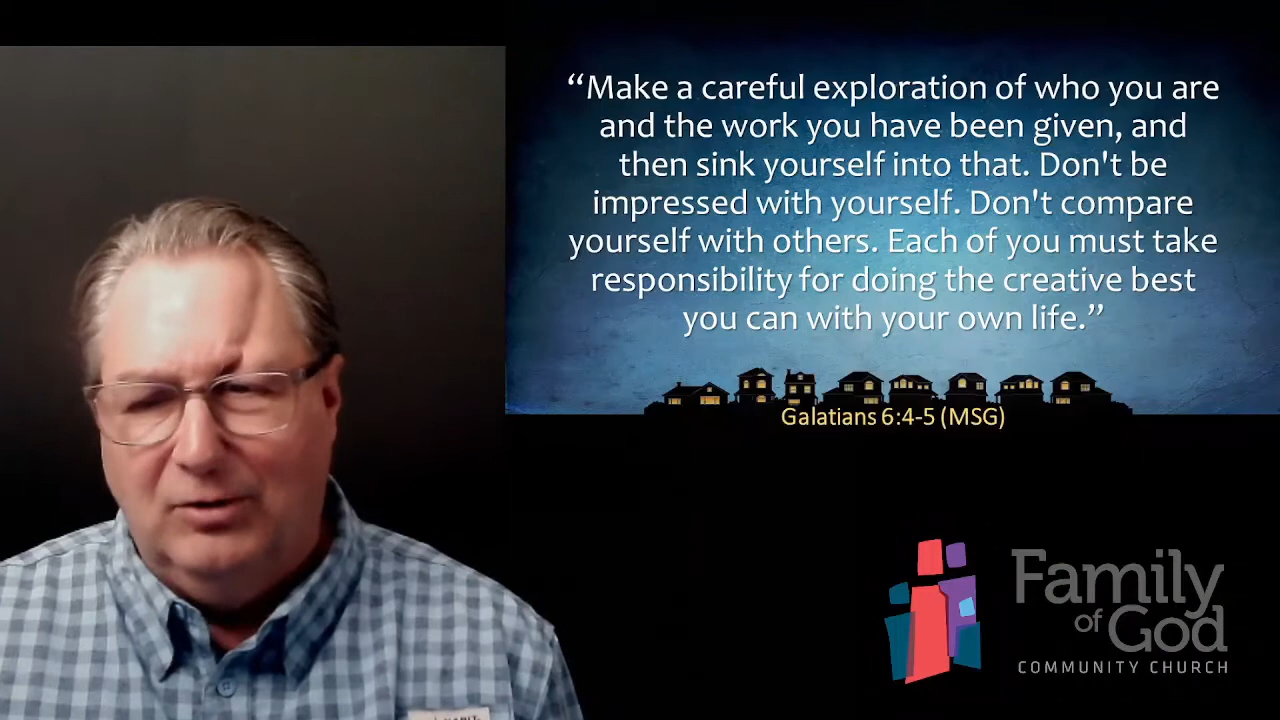 “Make a careful exploration of who you are
and the work you have been given, and
then sink yourself into that. Don't be
impressed with yourself. Don't compare
yourself with others. Each of you must take
responsibility for doing the creative best
you can with your own life.”
Galatians 6:4-5 (MSG)
Family
of God
COMMUNITY CHURCH